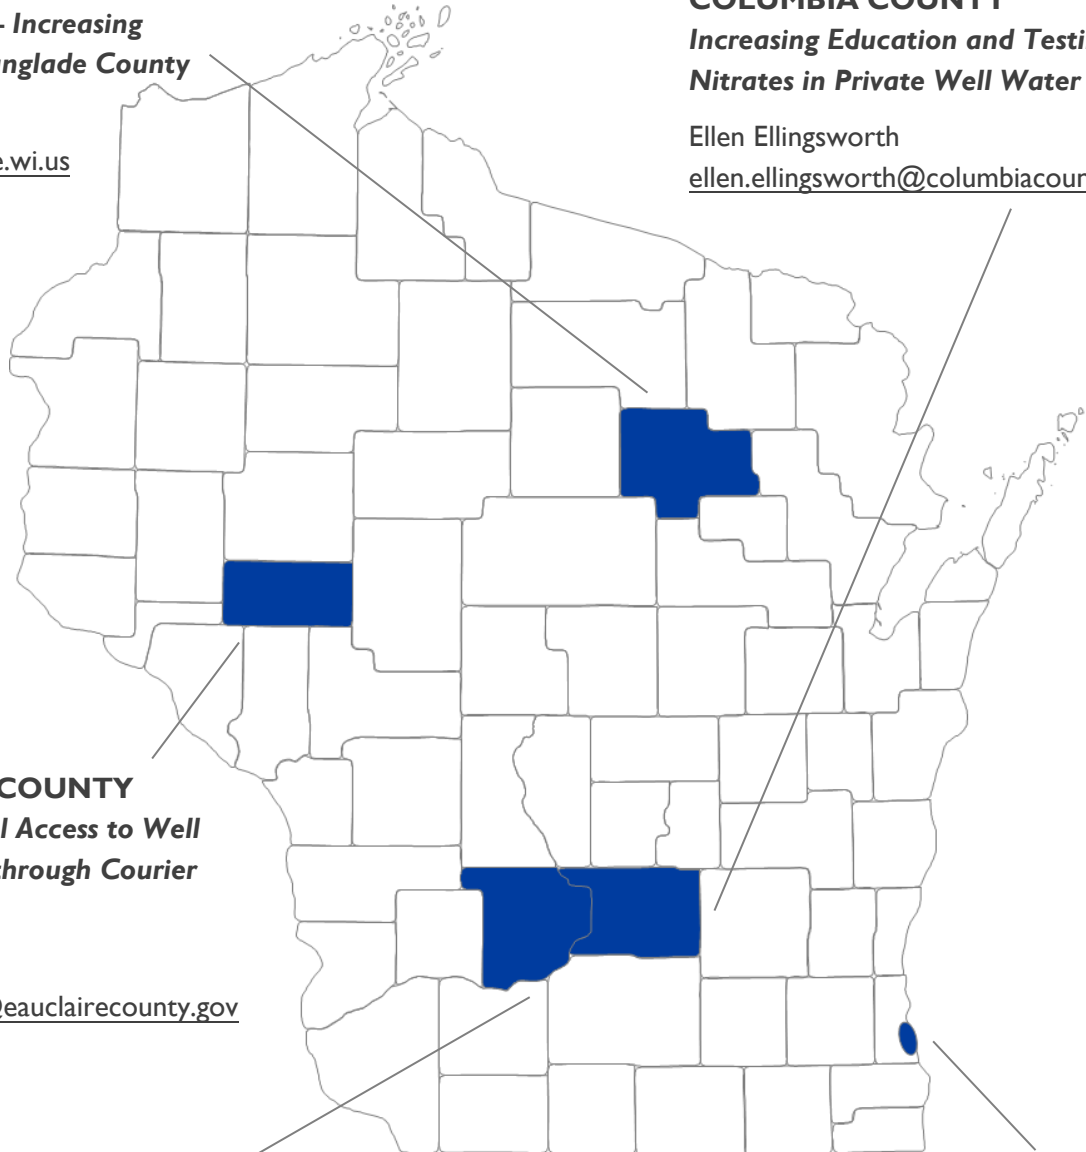 - Increasing
nglade County
e.wi.us
COLUMBIA COUNTY
Increasing Education and Testi
Nitrates in Private Well Water
Ellen Ellingsworth
ellen.ellingsworth@columbiacour
COUNTY
l Access to Well
through Courier
@eauclairecounty.gov